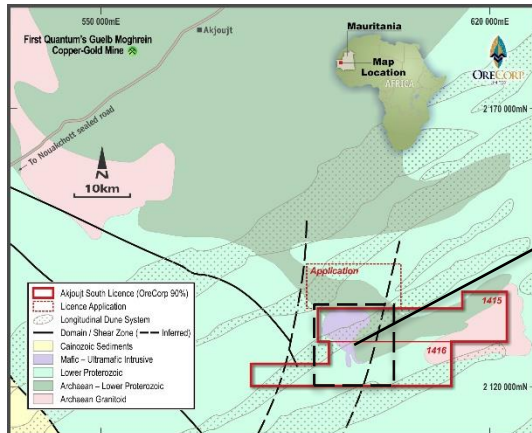 550 000mE
620 000mE
First Quantum's Guelb Moghrein
Copper-Gold Mine
Akjoujt
Mauritania
Map
Location
AFRICA
ORECORP
2 170 000mN
To Nouakchott sealed road
N
10km
Application
1415
1416
Akjoujt South Licence (OreCorp 90%)
Licence Application
Longitudinal Dune System
Domain / Shear Zone ( Inferred)
Cainozoic Sediments
Mafic – Ultramafic Intrusive
Lower Proterozoic
Archaean – Lower Proterozoic
Archaean Granitoid
2 120 000mN